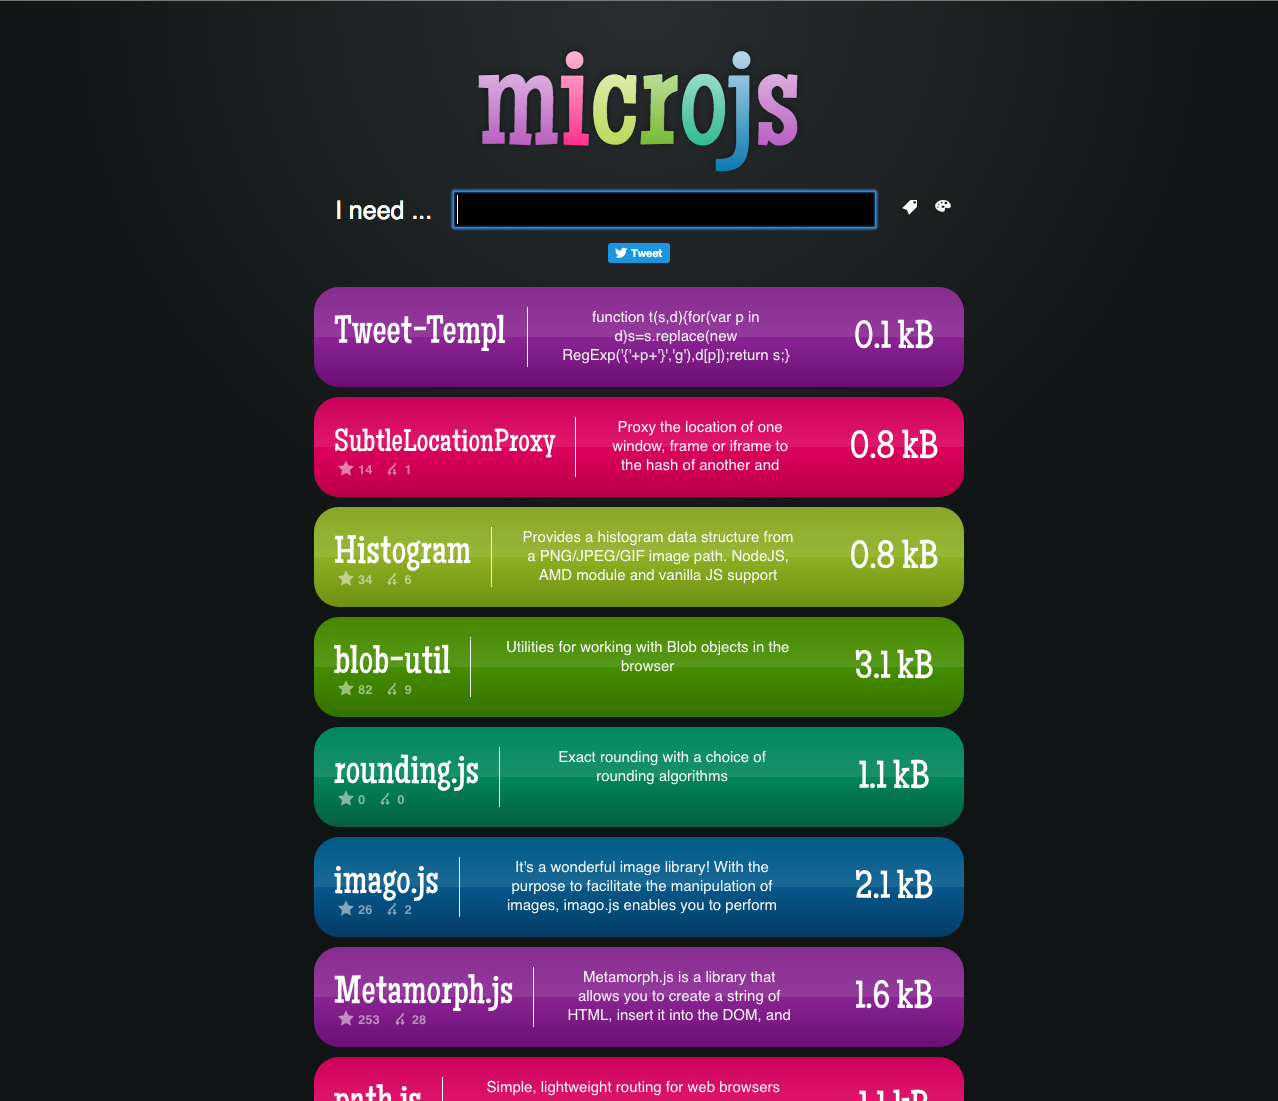 microjs
I need ...
Tweet
Tweet-Templ
function t(s,d){for(var p in
d)s=s.replace(new
RegExp('{'+p+'}','g'),d[p]);return s;}
0.1 kB
SubtleLocationProxy
14 1
Proxy the location of one
window, frame or iframe to
the hash of another and
0.8 kB
Histogram
34 6
Provides a histogram data structure from
a PNG/JPEG/GIF image path. NodeJS,
AMD module and vanilla JS support
0.8 kB
blob-util
82 9
Utilities for working with Blob objects in the
browser
3.1 kB
rounding.js
0 0
Exact rounding with a choice of
rounding algorithms
1.1 kB
imago.js
26 2
It's a wonderful image library! With the
purpose to facilitate the manipulation of
images, imago.js enables you to perform
2.1 kB
Metamorph.js
253 28
Metamorph.js is a library that
allows you to create a string of
HTML, insert it into the DOM, and
1.6 kB
path.js
Simple, lightweight routing for web browsers
1.1 kB